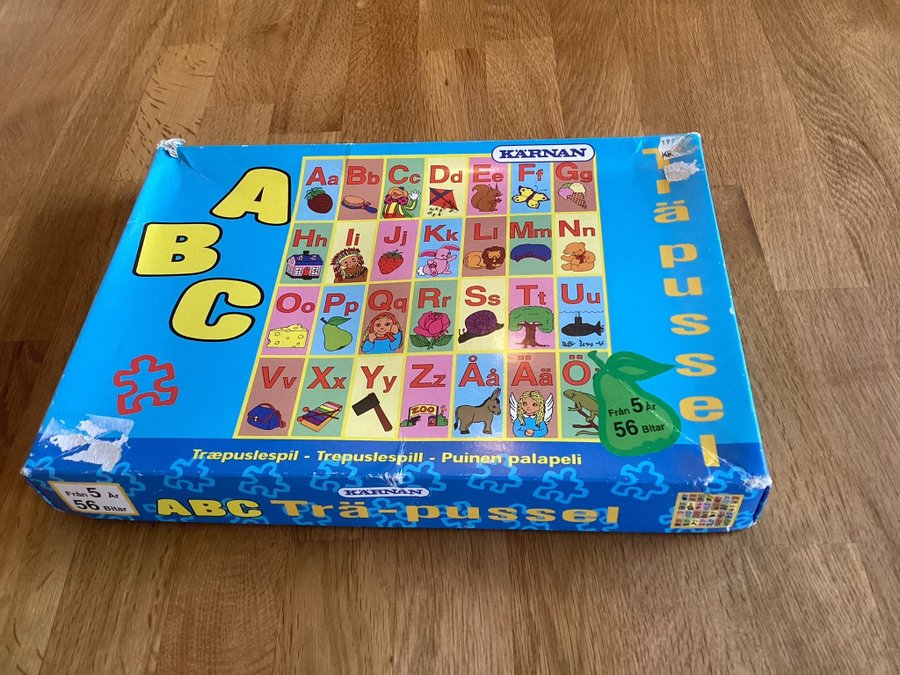 KÄRNAN
A
B
C
Trä pussel
Aa Bb Cc Dd Ee Ff Gg
Hh Ii Jj Kk Ll Mm Nn
Oo Pp Qq Rr Ss Tt Uu
Vv Xx Yy Zz Åå Ää Ö
ZOO
Från 5 År
56 Bitar
Træpuslespil - Trepuslespill - Puinen palapeli
KÄRNAN
Från 5 År
56 Bitar
ABC Trä-pussel